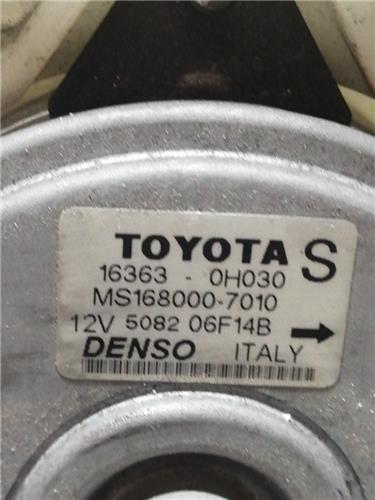 TOYOTA S
16363 - 0H030
MS168000-7010
12V 5082 06F14B
DENSO ITALY